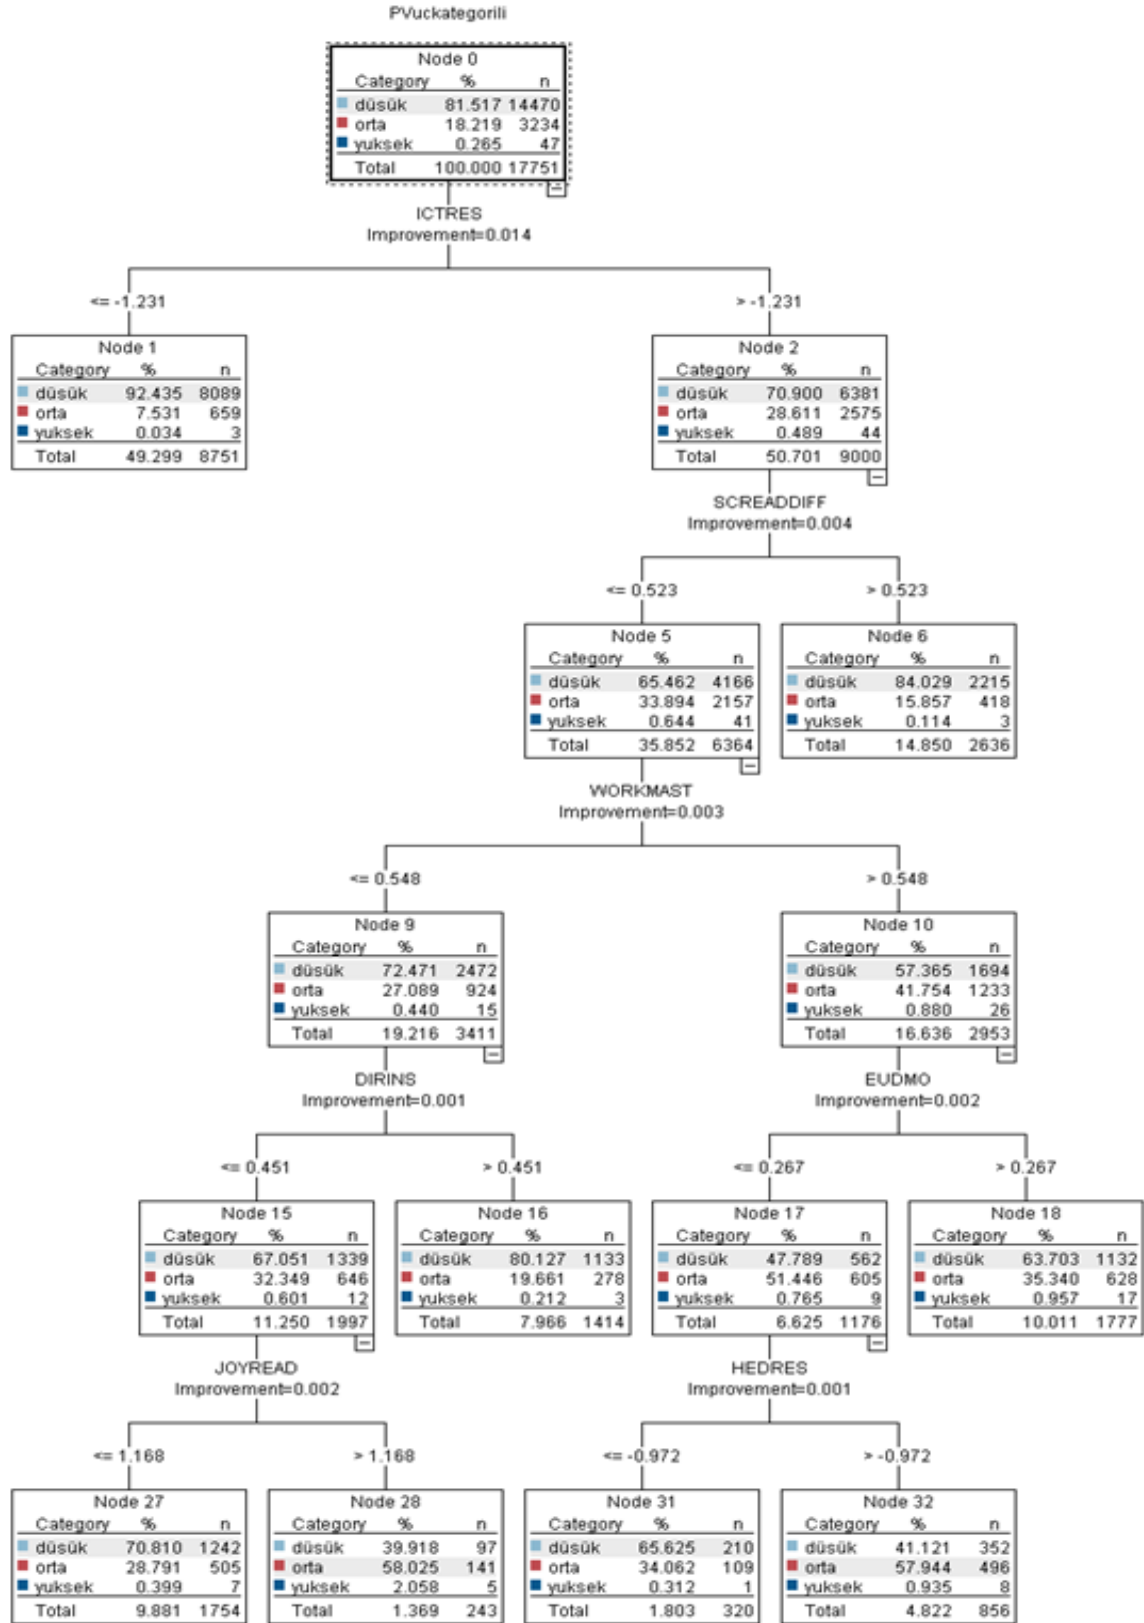 PVuckategorili
Node 0
Category % n
düsük 81.517 14470
orta 18.219 3234
yuksek 0.265 47
Total 100.000 17751
ICTRES
Improvement=0.014
<= -1.231
> -1.231
Node 1
Category % n
düsük 92.435 8089
orta 7.531 659
yuksek 0.034 3
Total 49.299 8751
Node 2
Category % n
düsük 70.900 6381
orta 28.611 2575
yuksek 0.489 44
Total 50.701 9000
SCREADDIFF
Improvement=0.004
<= 0.523
> 0.523
Node 5
Category % n
düsük 65.462 4166
orta 33.894 2157
yuksek 0.644 41
Total 35.852 6364
Node 6
Category % n
düsük 84.029 2215
orta 15.857 418
yuksek 0.114 3
Total 14.850 2636
WORKMAST
Improvement=0.003
<= 0.548
> 0.548
Node 9
Category % n
düsük 72.471 2472
orta 27.089 924
yuksek 0.440 15
Total 19.216 3411
Node 10
Category % n
düsük 57.365 1694
orta 41.754 1233
yuksek 0.880 26
Total 16.636 2953
DIRINS
Improvement=0.001
EUDMO
Improvement=0.002
<= 0.451
> 0.451
<= 0.267
> 0.267
Node 15
Category % n
düsük 67.051 1339
orta 32.349 646
yuksek 0.601 12
Total 11.250 1997
Node 16
Category % n
düsük 80.127 1133
orta 19.661 278
yuksek 0.212 3
Total 7.966 1414
Node 17
Category % n
düsük 47.789 562
orta 51.446 605
yuksek 0.765 9
Total 6.625 1176
Node 18
Category % n
düsük 63.703 1132
orta 35.340 628
yuksek 0.957 17
Total 10.011 1777
JOYREAD
Improvement=0.002
HEDRES
Improvement=0.001
<= 1.168
> 1.168
<= -0.972
> -0.972
Node 27
Category % n
düsük 70.810 1242
orta 28.791 505
yuksek 0.399 7
Total 9.881 1754
Node 28
Category % n
düsük 39.918 97
orta 58.025 141
yuksek 2.058 5
Total 1.369 243
Node 31
Category % n
düsük 65.625 210
orta 34.062 109
yuksek 0.312 1
Total 1.803 320
Node 32
Category % n
düsük 41.121 352
orta 57.944 496
yuksek 0.935 8
Total 4.822 856